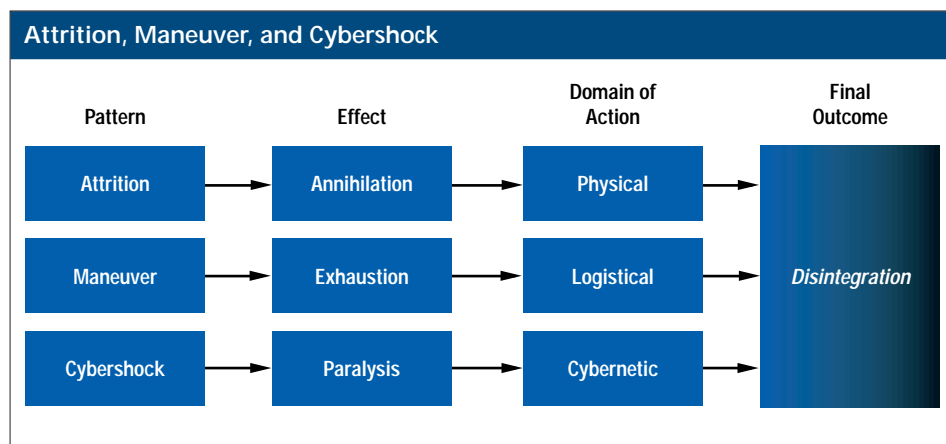 Attrition, Maneuver, and Cybershock
Pattern
Effect
Domain of
Action
Final
Outcome
Attrition
Annihilation
Physical
Maneuver
Exhaustion
Logistical
Disintegration
Cybershock
Paralysis
Cybernetic